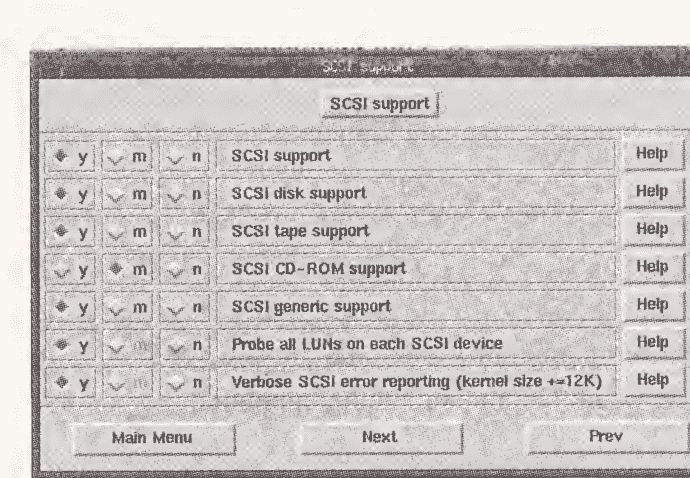 SCSI support
SCSI support
y m n SCSI support Help
y m n SCSI disk support Help
y m n SCSI tape support Help
y m n SCSI CD-ROM support Help
y m n SCSI generic support Help
y m n Probe all LUNs on each SCSI device Help
y m n Verbose SCSI error reporting (kernel size +=12K) Help
Main Menu Next Prev